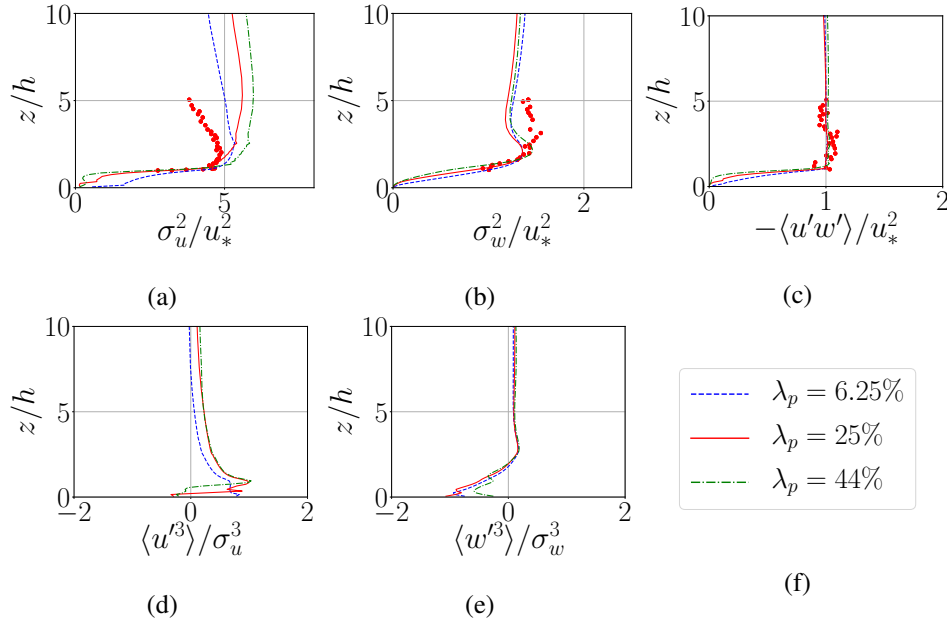 10
z/h
5
0
0
5
σ_u^2/u_*^2
(a)
10
z/h
5
0
0
1
2
σ_w^2/u_*^2
(b)
10
z/h
5
0
0
1
2
−⟨u′w′⟩/u_*^2
(c)
10
z/h
5
0
−2
0
2
⟨u′^3⟩/σ_u^3
(d)
10
z/h
5
0
−2
0
2
⟨w′^3⟩/σ_w^3
(e)
λ_p = 6.25%
λ_p = 25%
λ_p = 44%
(f)